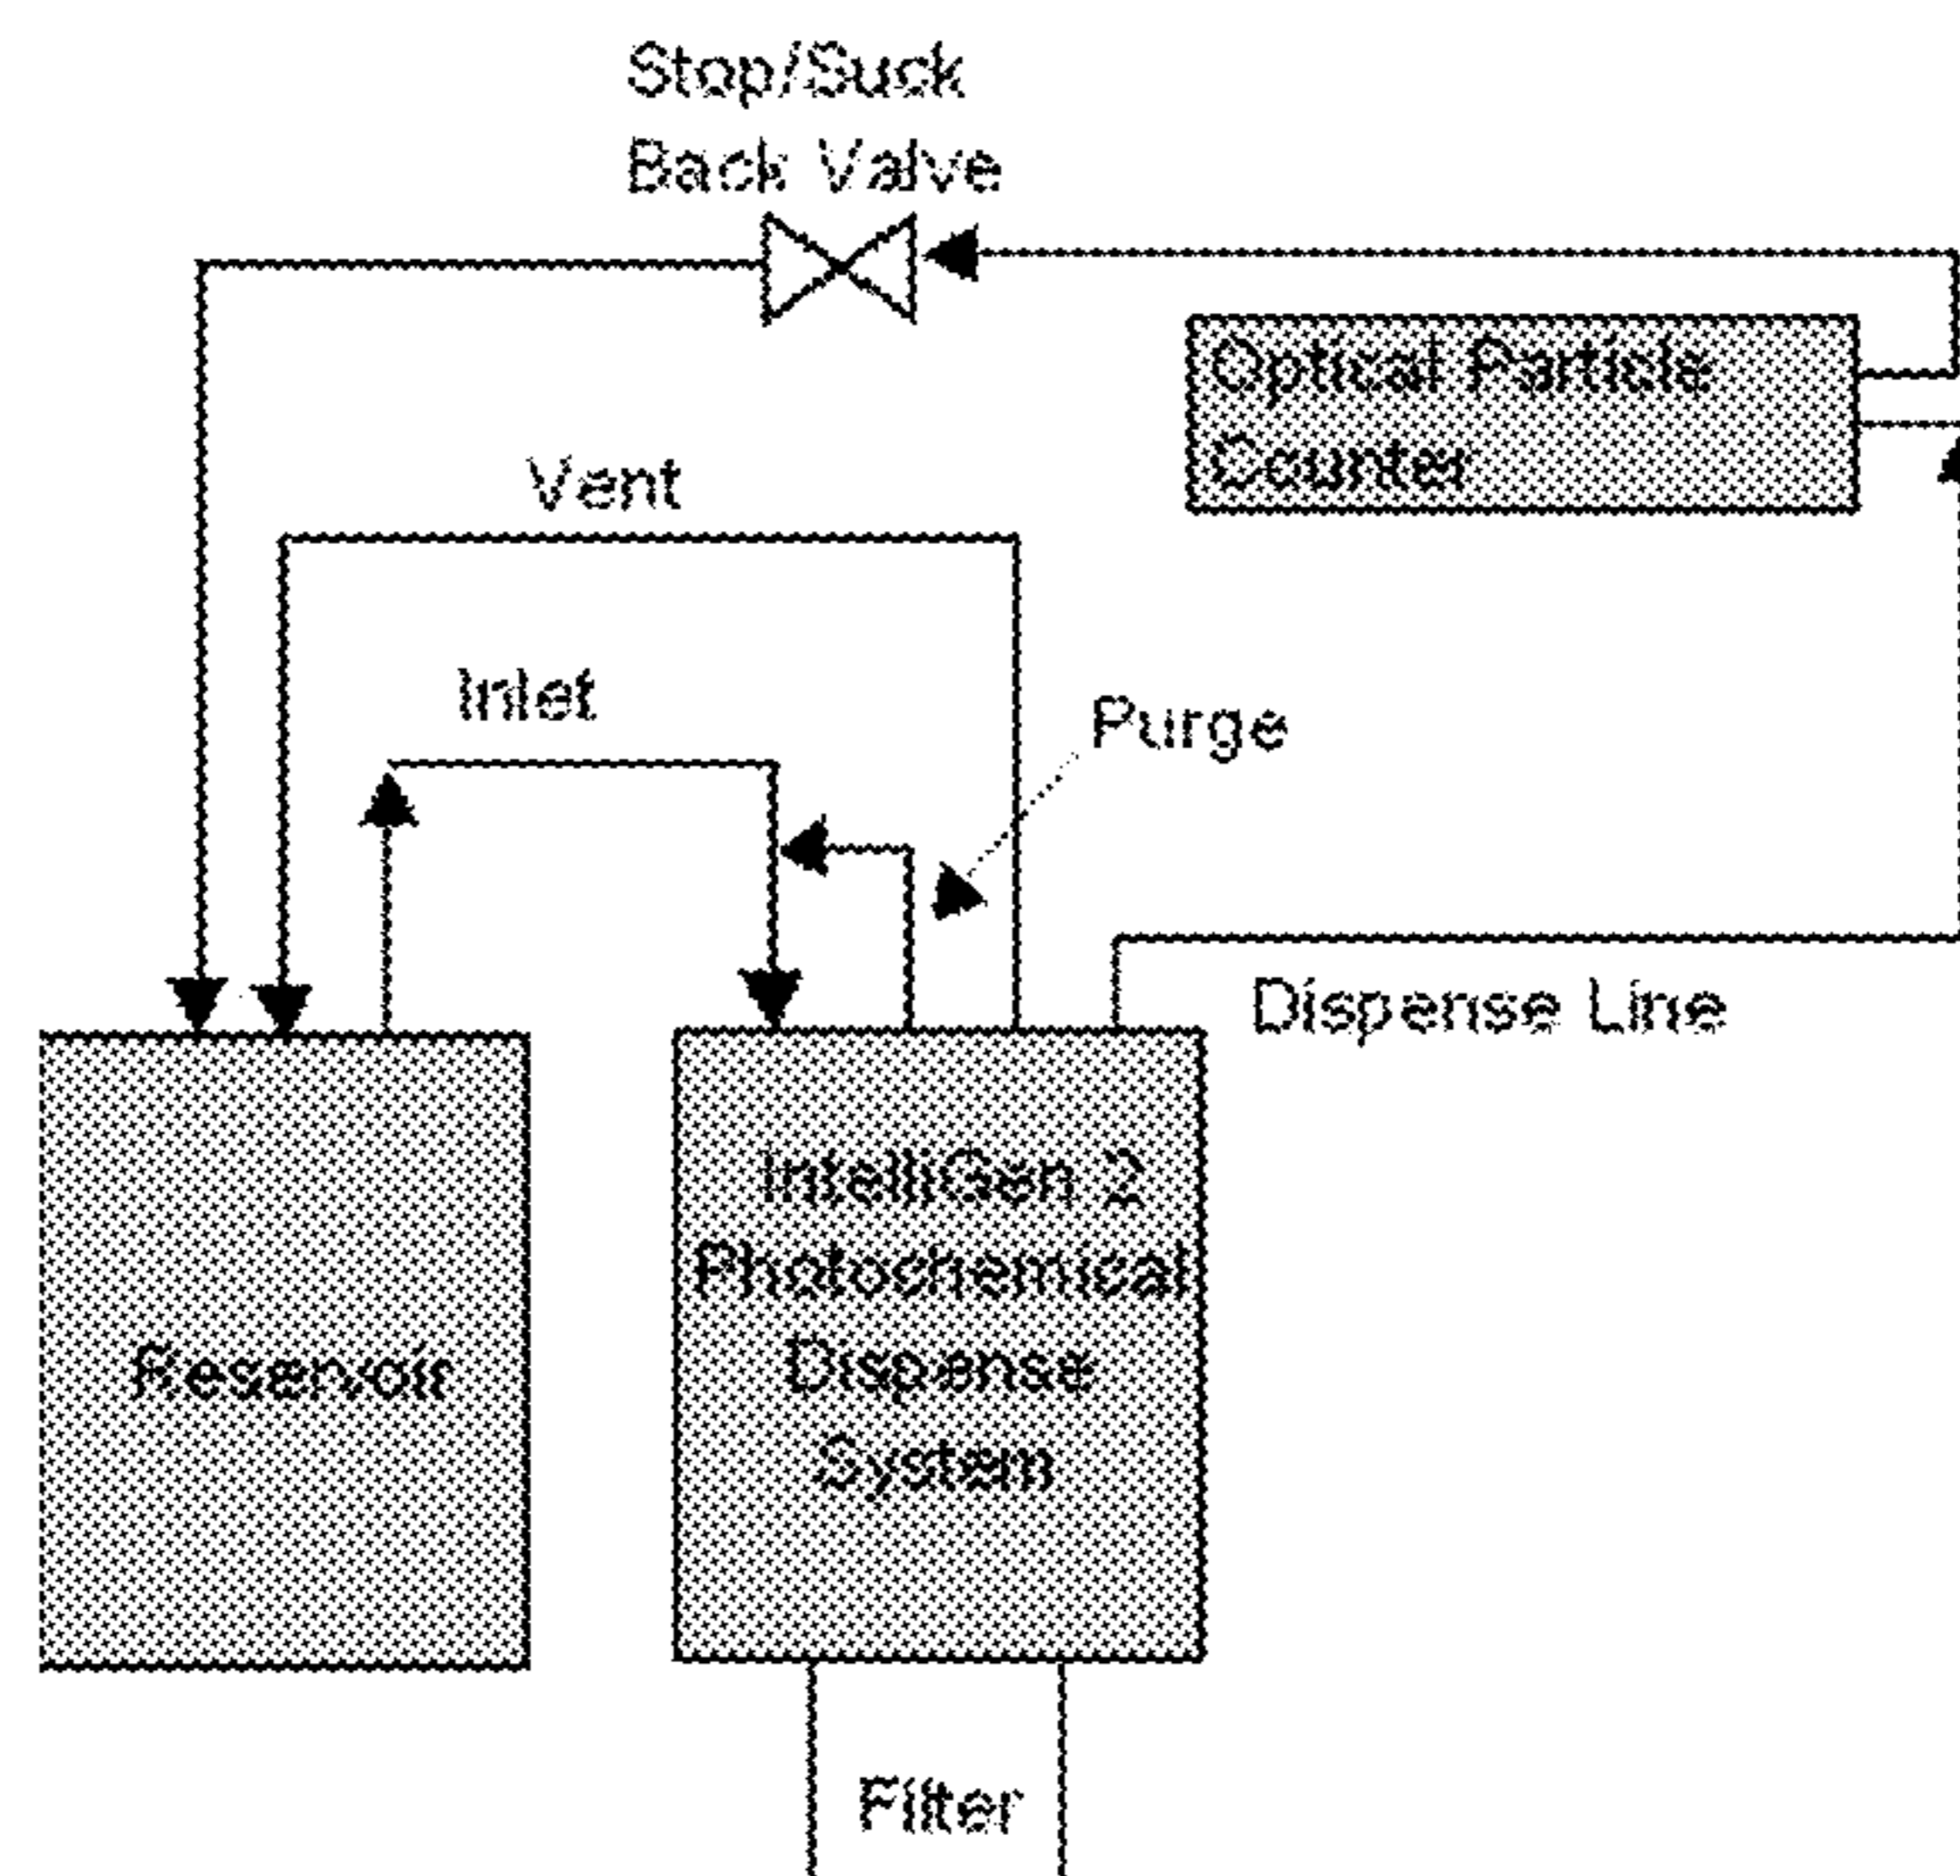 Stop/Suck
Back Valve
Optical Particle
Counter
Vent
Inlet
Purge
Dispense Line
IntelliGen 2
Photochemical
Dispense
System
Reservoir
Filter